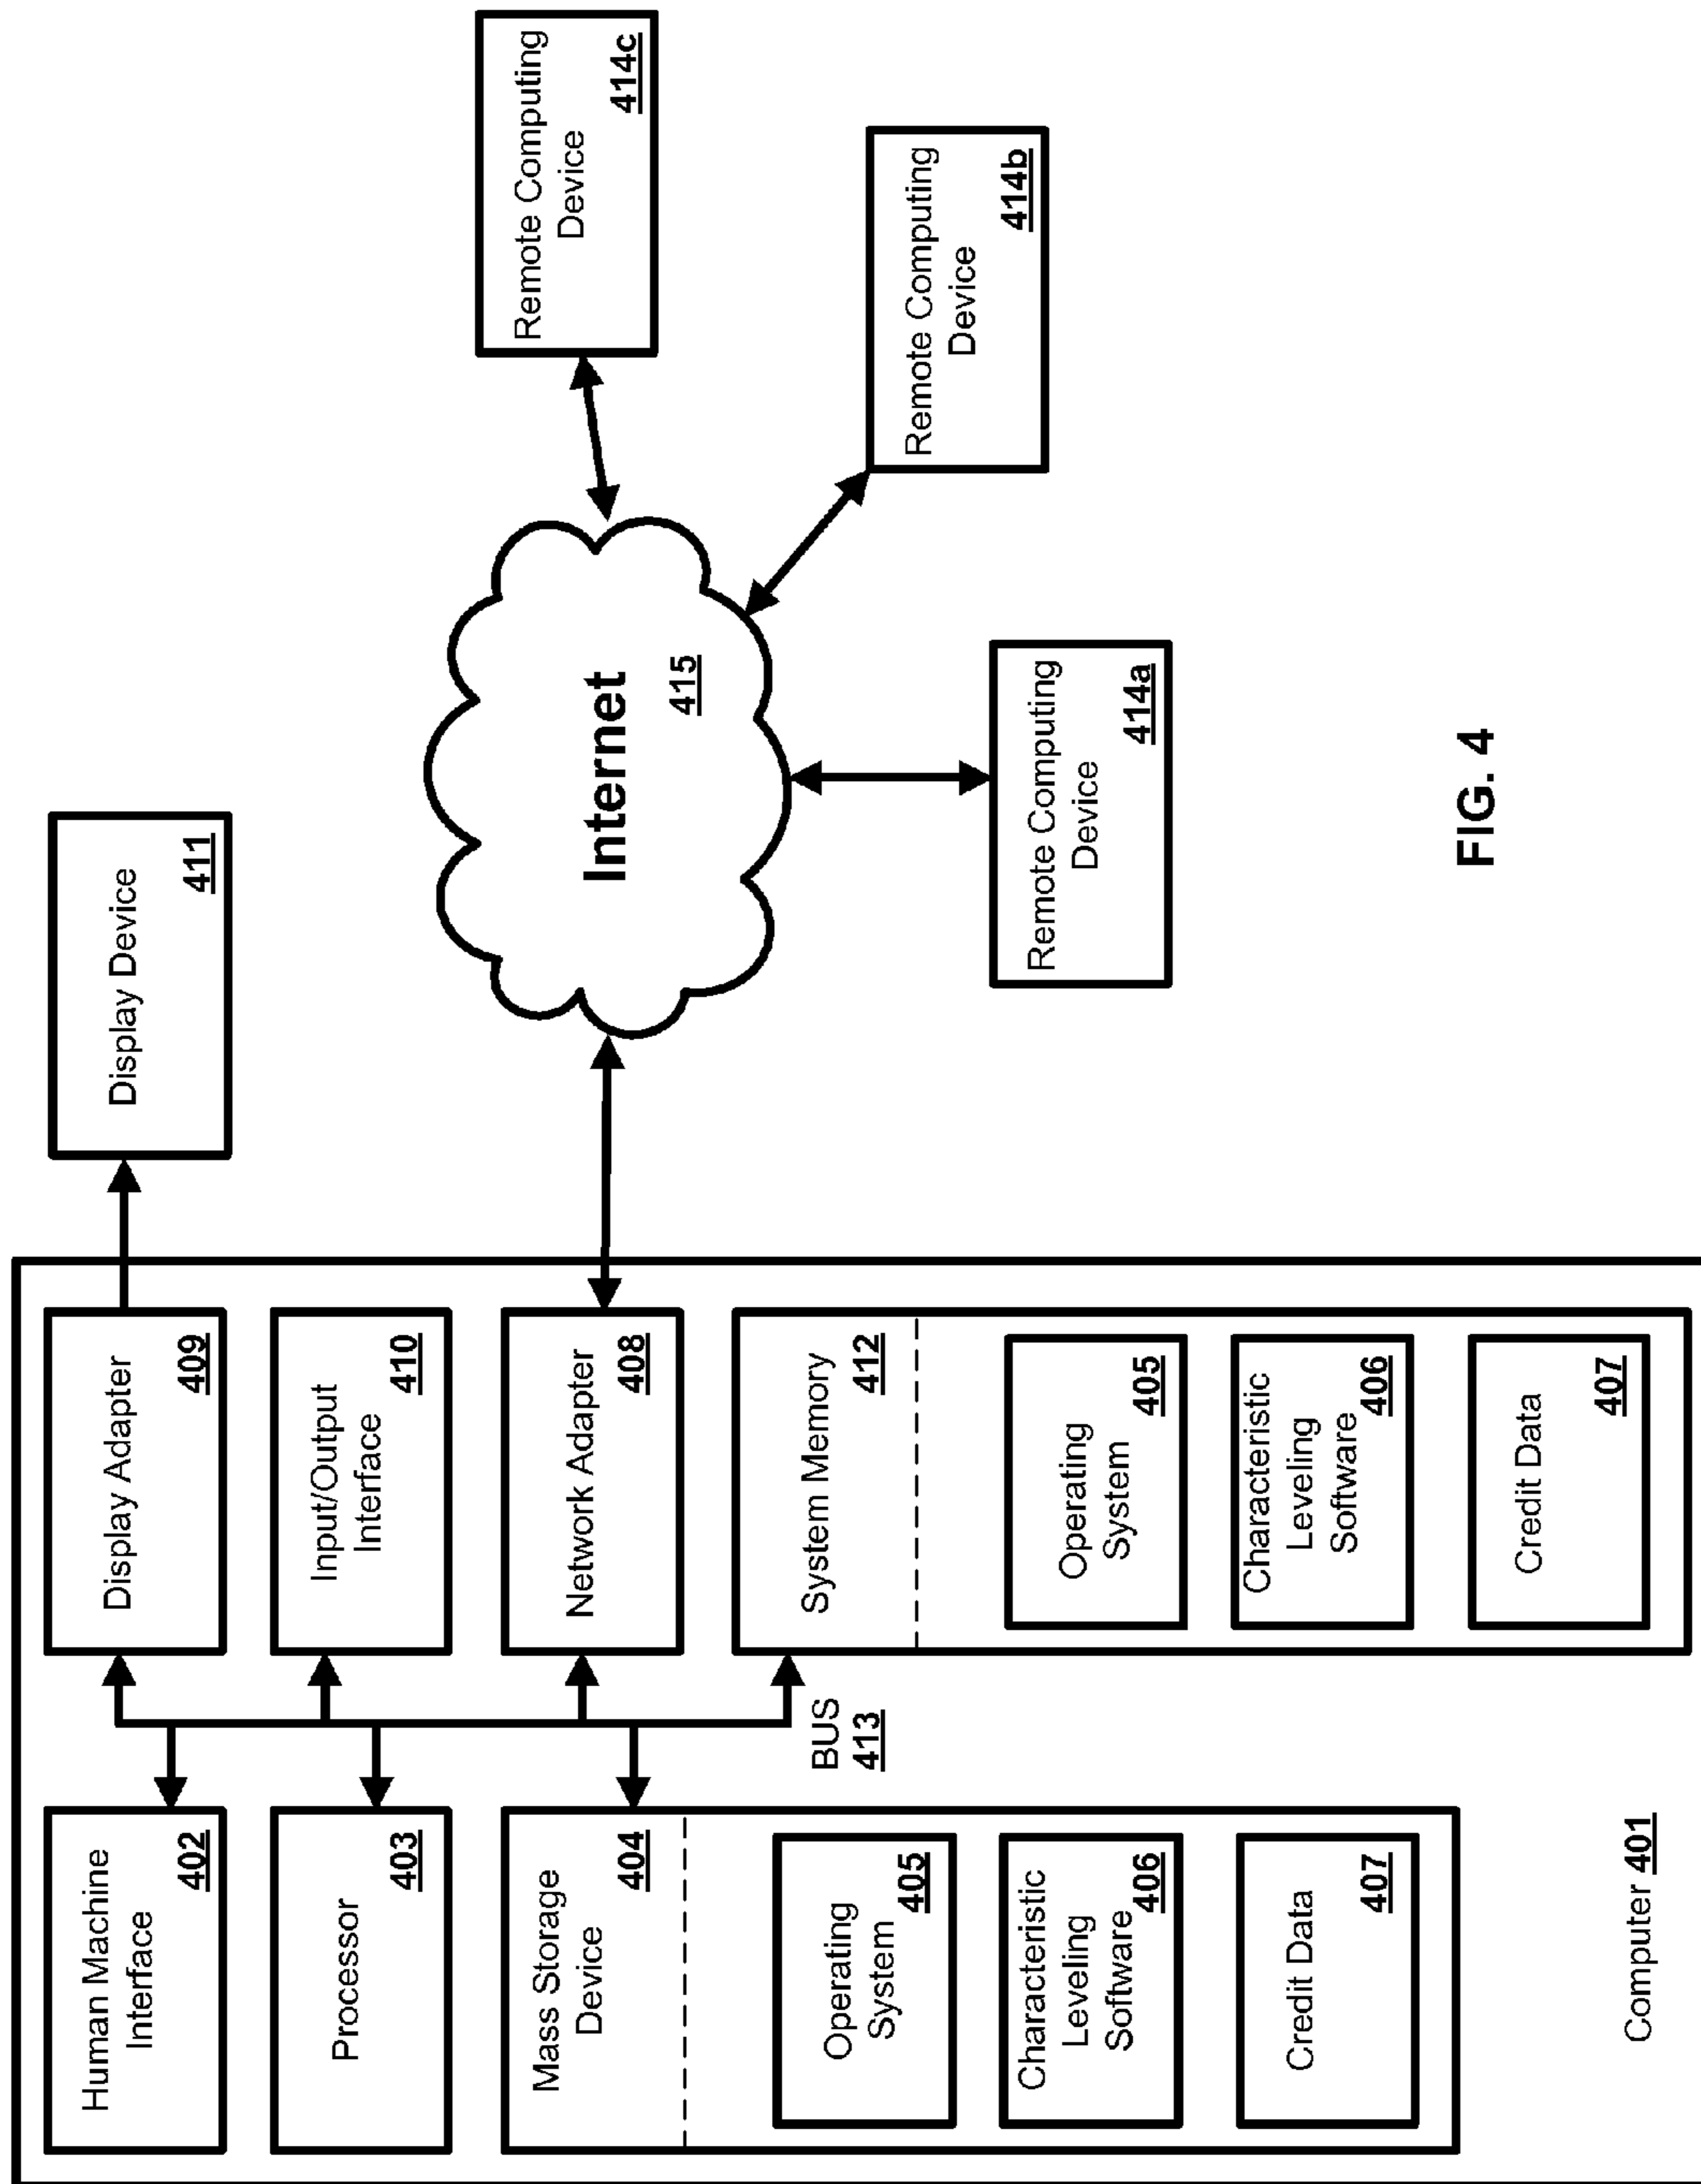 Human Machine
Interface
402
Processor
403
Mass Storage
Device
404
Operating
System
405
Characteristic
Leveling
Software
406
Credit Data
407
Computer 401
BUS
413
Display Adapter
409
Input/Output
Interface
410
Network Adapter
408
System Memory
412
Operating
System
405
Characteristic
Leveling
Software
406
Credit Data
407
Display Device
411
Internet
415
Remote Computing
Device
414a
Remote Computing
Device
414b
Remote Computing
Device
414c
FIG. 4